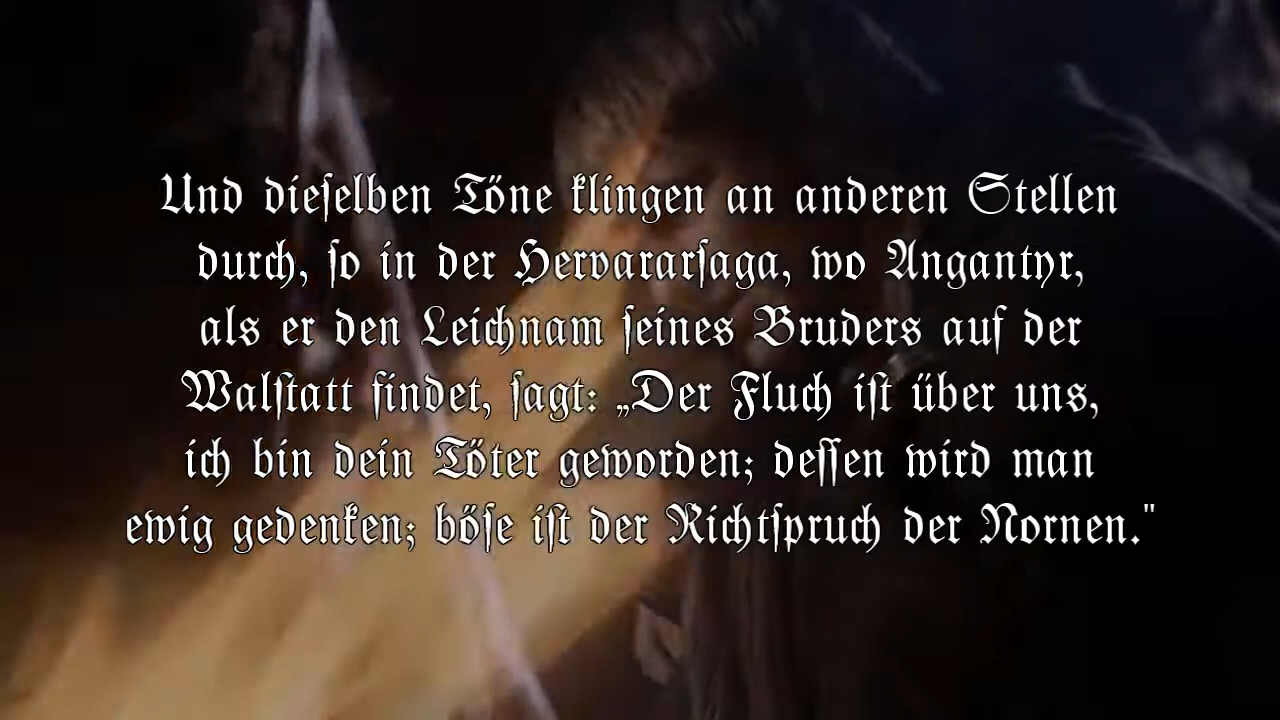 Und dieſelben Töne klingen an anderen Stellen
durch, ſo in der Hervararſaga, wo Angantyr,
als er den Leichnam ſeines Bruders auf der
Walſtatt findet, ſagt: „Der Fluch iſt über uns,
ich bin dein Töter geworden; deſſen wird man
ewig gedenken; böſe iſt der Richtſpruch der Nornen."